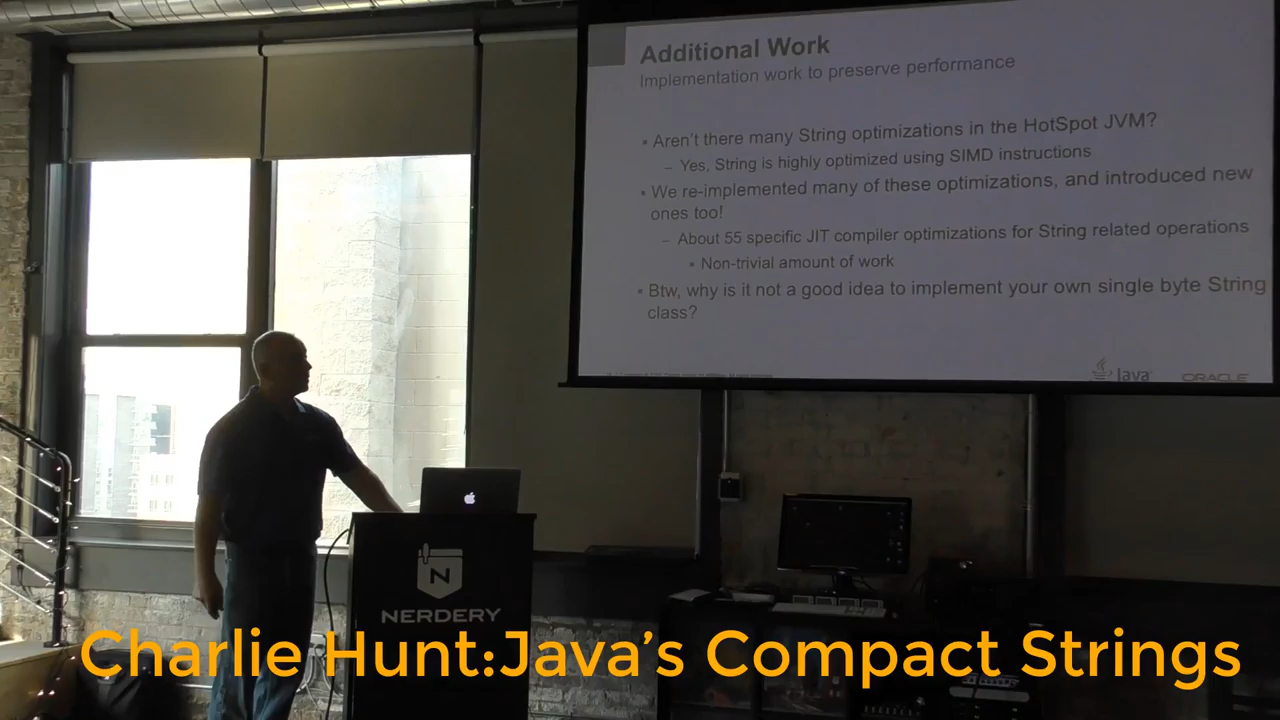 Additional Work
Implementation work to preserve performance
▪ Aren't there many String optimizations in the HotSpot JVM?
– Yes, String is highly optimized using SIMD instructions
▪ We re-implemented many of these optimizations, and introduced new
ones too!
– About 55 specific JIT compiler optimizations for String related operations
▪ Non-trivial amount of work
▪ Btw, why is it not a good idea to implement your own single byte String
class?
Java
ORACLE
N
NERDERY
Charlie Hunt:Java's Compact Strings